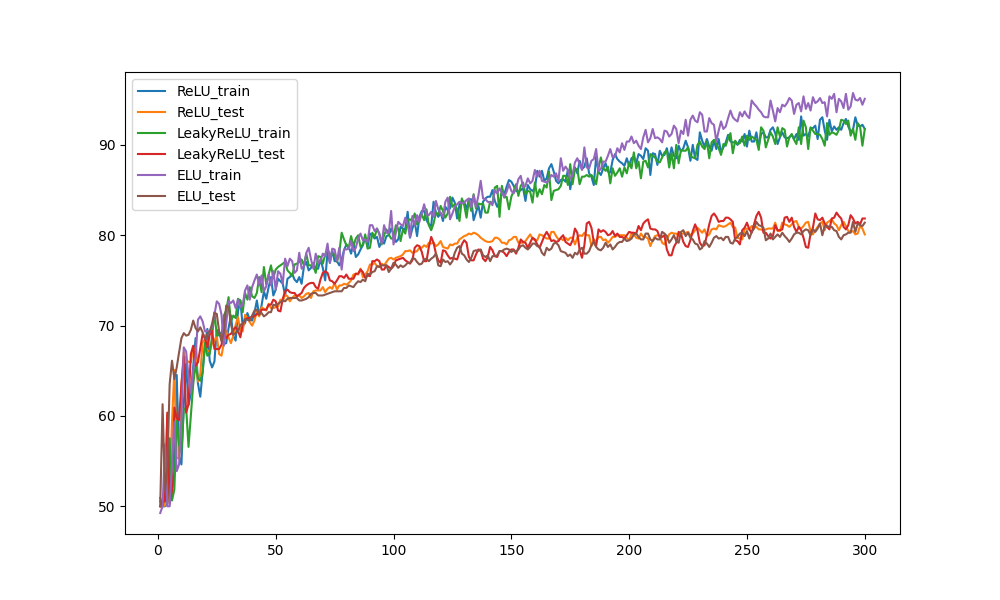 ReLU_train
ReLU_test
LeakyReLU_train
LeakyReLU_test
ELU_train
ELU_test
90
80
70
60
50
0 50 100 150 200 250 300